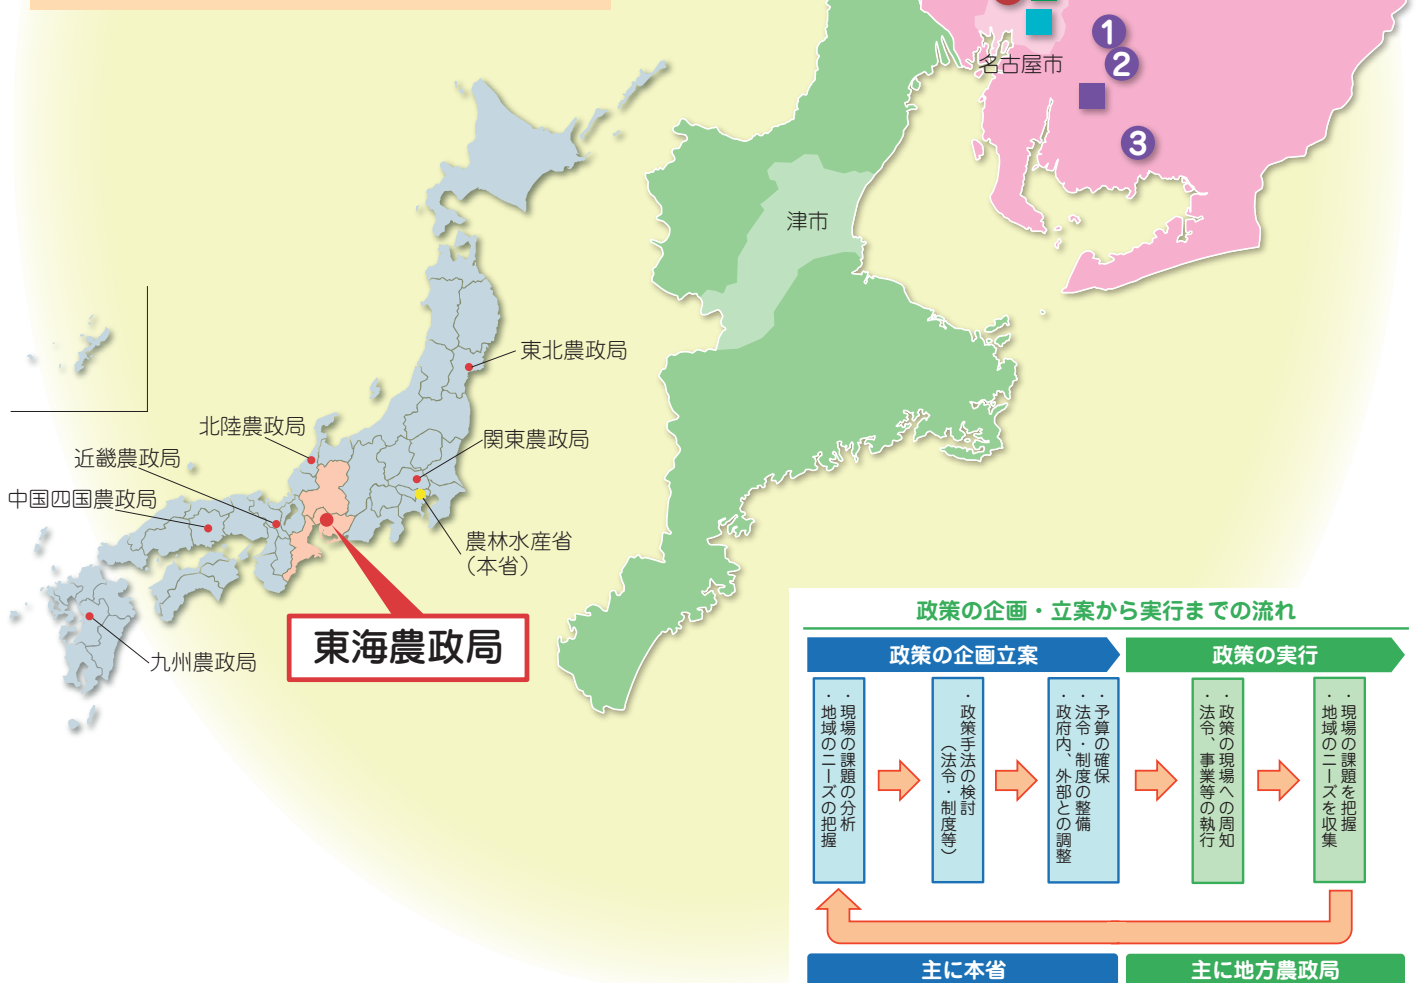 1
名古屋市
2
3
津市
東北農政局
北陸農政局
関東農政局
近畿農政局
中国四国農政局
農林水産省
（本省）
東海農政局
九州農政局
政策の企画・立案から実行までの流れ
政策の企画立案
政策の実行
・現場の課題の分析
・地域のニーズの把握
・政策手法の検討
（法令・制度等）
・予算の確保
・法令・制度の整備
・政府内、外部との調整
・政策の現場への周知
・法令、事業等の執行
・現場の課題を把握
・地域のニーズを収集
主に本省
主に地方農政局